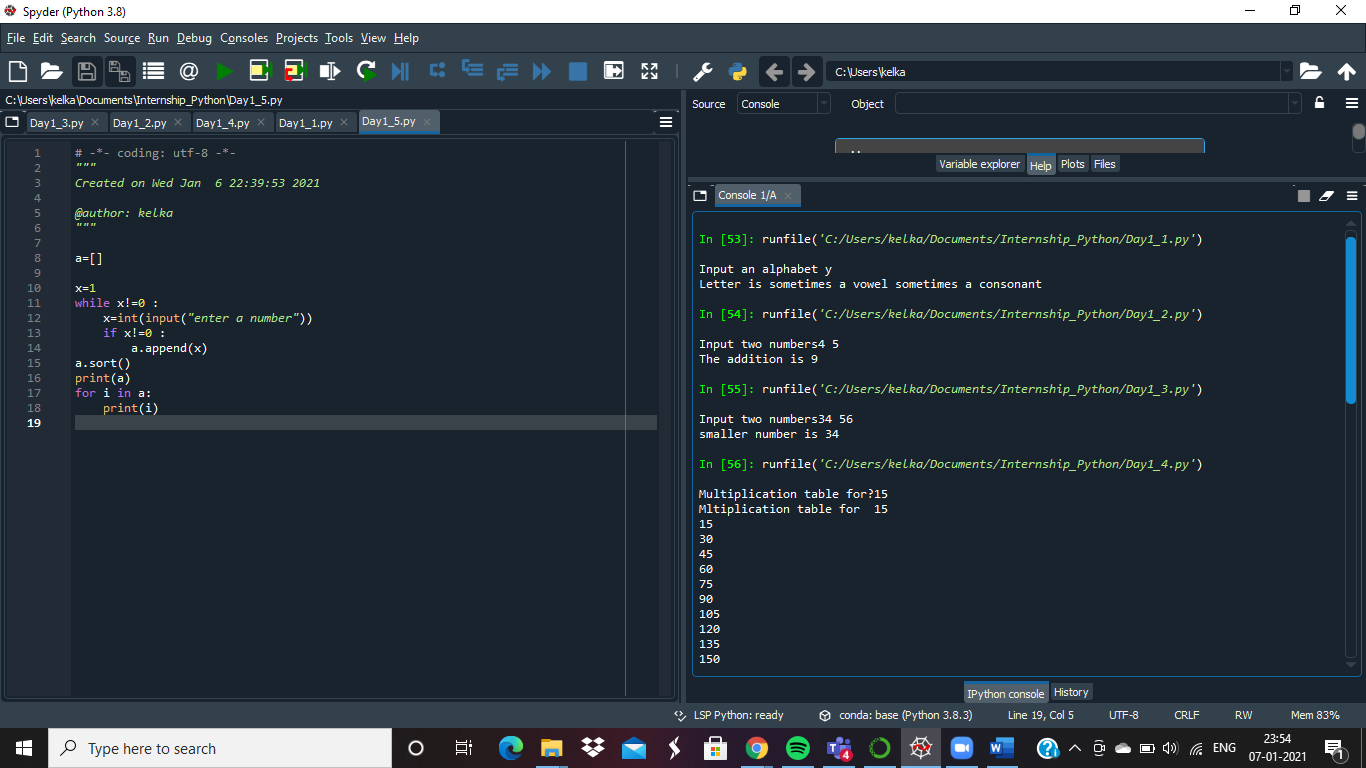 Spyder (Python 3.8)
File Edit Search Source Run Debug Consoles Projects Tools View Help
C:\Users\kelka
C:\Users\kelka\Documents\Internship_Python\Day1_5.py
Day1_3.py Day1_2.py Day1_4.py Day1_1.py Day1_5.py
1 # -*- coding: utf-8 -*-
2 """
3 Created on Wed Jan  6 22:39:53 2021
4
5 @author: kelka
6 """
7
8 a=[]
9
10 x=1
11 while x!=0 :
12     x=int(input("enter a number"))
13     if x!=0 :
14         a.append(x)
15 a.sort()
16 print(a)
17 for i in a:
18     print(i)
19
Source Console Object
Variable explorer Help Plots Files
Console 1/A
In [53]: runfile('C:/Users/kelka/Documents/Internship_Python/Day1_1.py')
Input an alphabet y
Letter is sometimes a vowel sometimes a consonant
In [54]: runfile('C:/Users/kelka/Documents/Internship_Python/Day1_2.py')
Input two numbers4 5
The addition is 9
In [55]: runfile('C:/Users/kelka/Documents/Internship_Python/Day1_3.py')
Input two numbers34 56
smaller number is 34
In [56]: runfile('C:/Users/kelka/Documents/Internship_Python/Day1_4.py')
Multiplication table for?15
Mltiplication table for  15
15
30
45
60
75
90
105
120
135
150
IPython console History
LSP Python: ready conda: base (Python 3.8.3) Line 19, Col 5 UTF-8 CRLF RW Mem 83%
Type here to search
4
W
ENG
23:54
07-01-2021
1